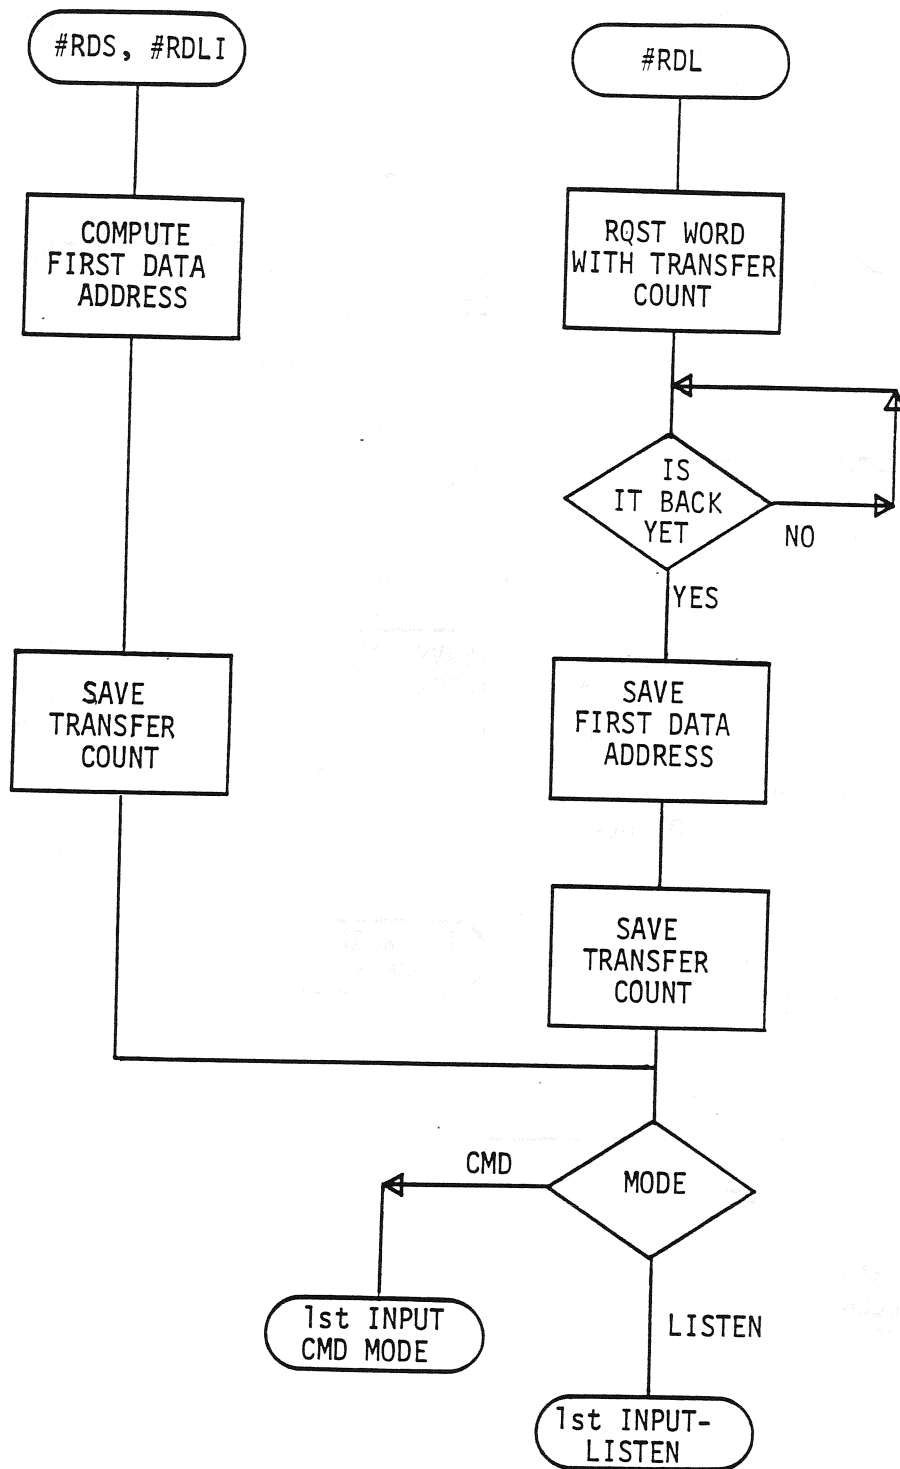 #RDS, #RDLI
#RDL
COMPUTE
FIRST DATA
ADDRESS
RQST WORD
WITH TRANSFER
COUNT
IS
IT BACK
YET
NO
YES
SAVE
TRANSFER
COUNT
SAVE
FIRST DATA
ADDRESS
SAVE
TRANSFER
COUNT
CMD
MODE
1st INPUT
CMD MODE
LISTEN
1st INPUT-
LISTEN